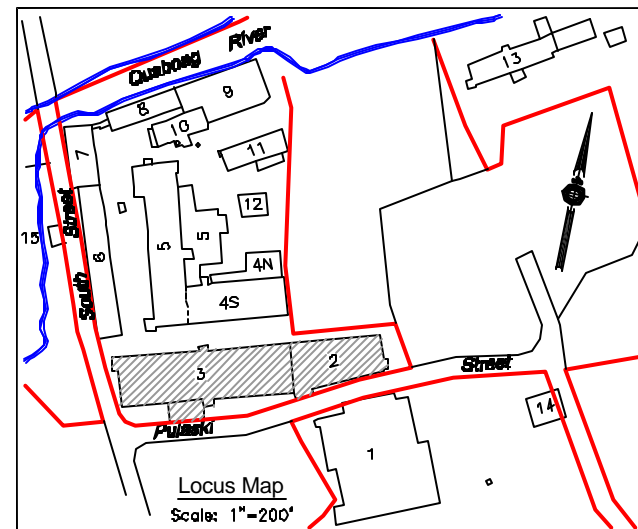 Quaboag River
13
8
9
10
7
11
12
15
South Street
6
5
5
4N
4S
3
2
Street
Pulaski
14
1
Locus Map
Scale: 1"=200'